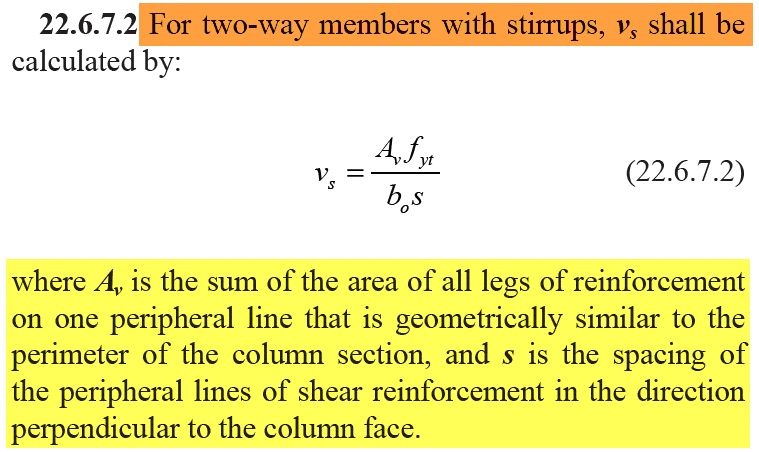 22.6.7.2 For two-way members with stirrups, vs shall be
calculated by:
vs = Av fyt / bo s (22.6.7.2)
where Av is the sum of the area of all legs of reinforcement
on one peripheral line that is geometrically similar to the
perimeter of the column section, and s is the spacing of
the peripheral lines of shear reinforcement in the direction
perpendicular to the column face.